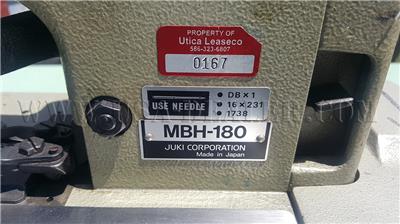 PROPERTY OF
Utica Leaseco
586-323-6807
0167
USE NEEDLE
• DB×1
• 16×231
• 1738
MBH-180
JUKI CORPORATION
Made in Japan